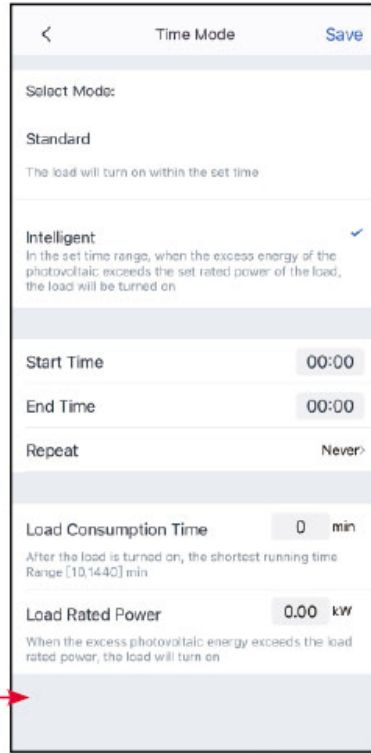 Time Mode Save
Select Mode:
Standard
The load will turn on within the set time
Intelligent
In the set time range, when the excess energy of the
photovoltaic exceeds the set rated power of the load,
the load will be turned on
Start Time 00:00
End Time 00:00
Repeat Never>
Load Consumption Time 0 min
After the load is turned on, the shortest running time
Range [10,1440] min
Load Rated Power 0.00 kW
When the excess photovoltaic energy exceeds the load
rated power, the load will turn on